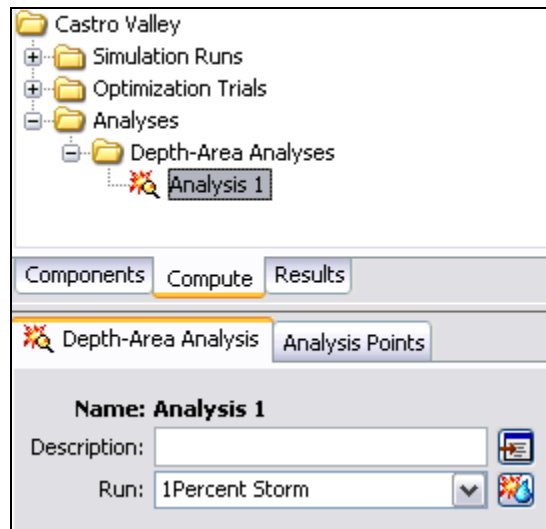 Castro Valley
Simulation Runs
Optimization Trials
Analyses
Depth-Area Analyses
Analysis 1
Components Compute Results
Depth-Area Analysis Analysis Points
Name: Analysis 1
Description:
Run: 1Percent Storm